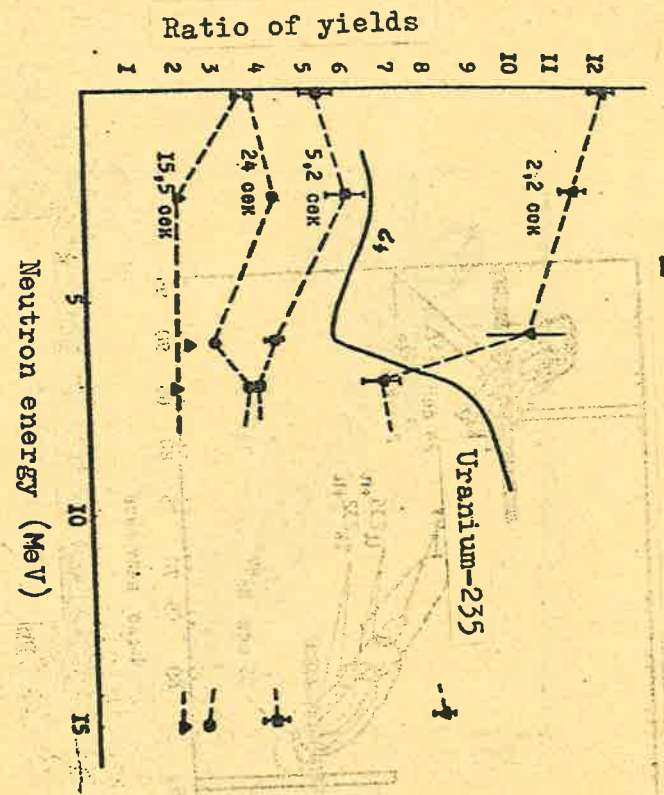 Ratio of yields
1 2 3 4 5 6 7 8 9 10 11 12
15,5 сек
24 сек
5,2 сек
2,2 сек
σf
Uranium-235
5
10
15
Neutron energy (MeV)